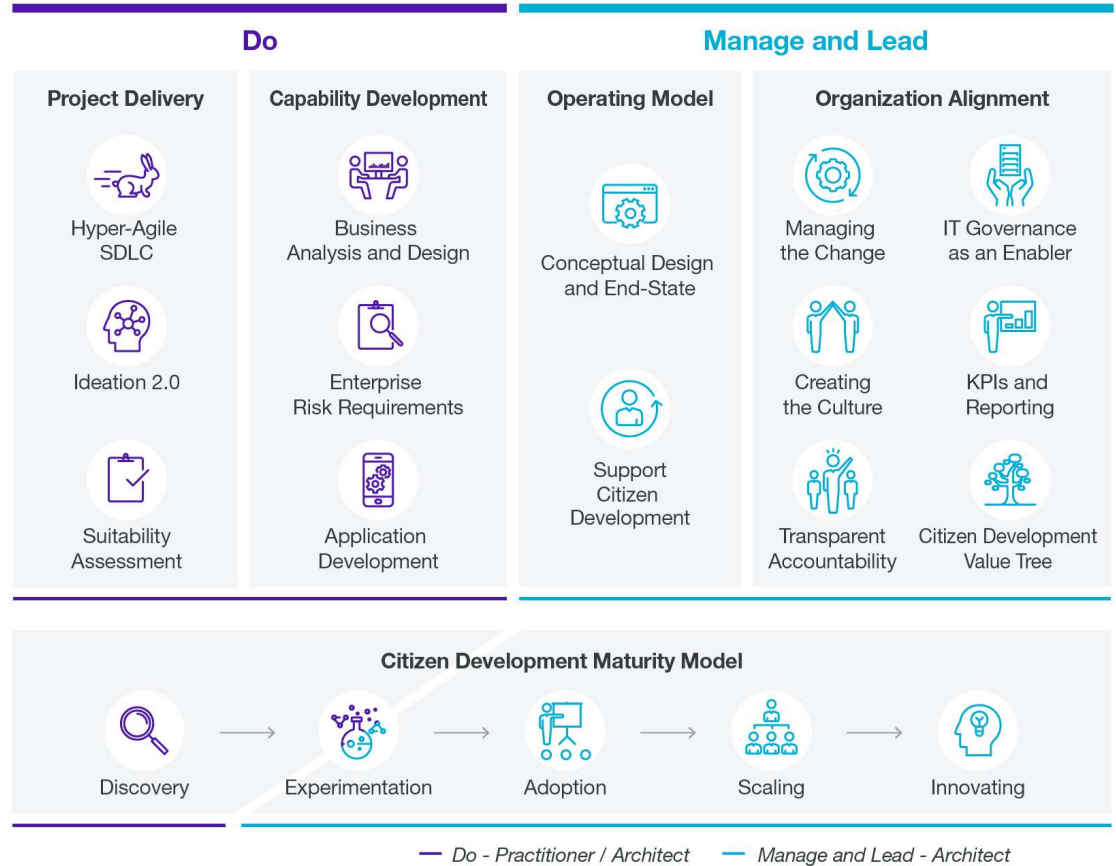 Do
Manage and Lead
Project Delivery
Hyper-Agile
SDLC
Ideation 2.0
Suitability
Assessment
Capability Development
Business
Analysis and Design
Enterprise
Risk Requirements
Application
Development
Operating Model
Conceptual Design
and End-State
Support
Citizen
Development
Organization Alignment
Managing
the Change
IT Governance
as an Enabler
Creating
the Culture
KPIs and
Reporting
Transparent
Accountability
Citizen Development
Value Tree
Citizen Development Maturity Model
Discovery
Experimentation
Adoption
Scaling
Innovating
Do - Practitioner / Architect
Manage and Lead - Architect